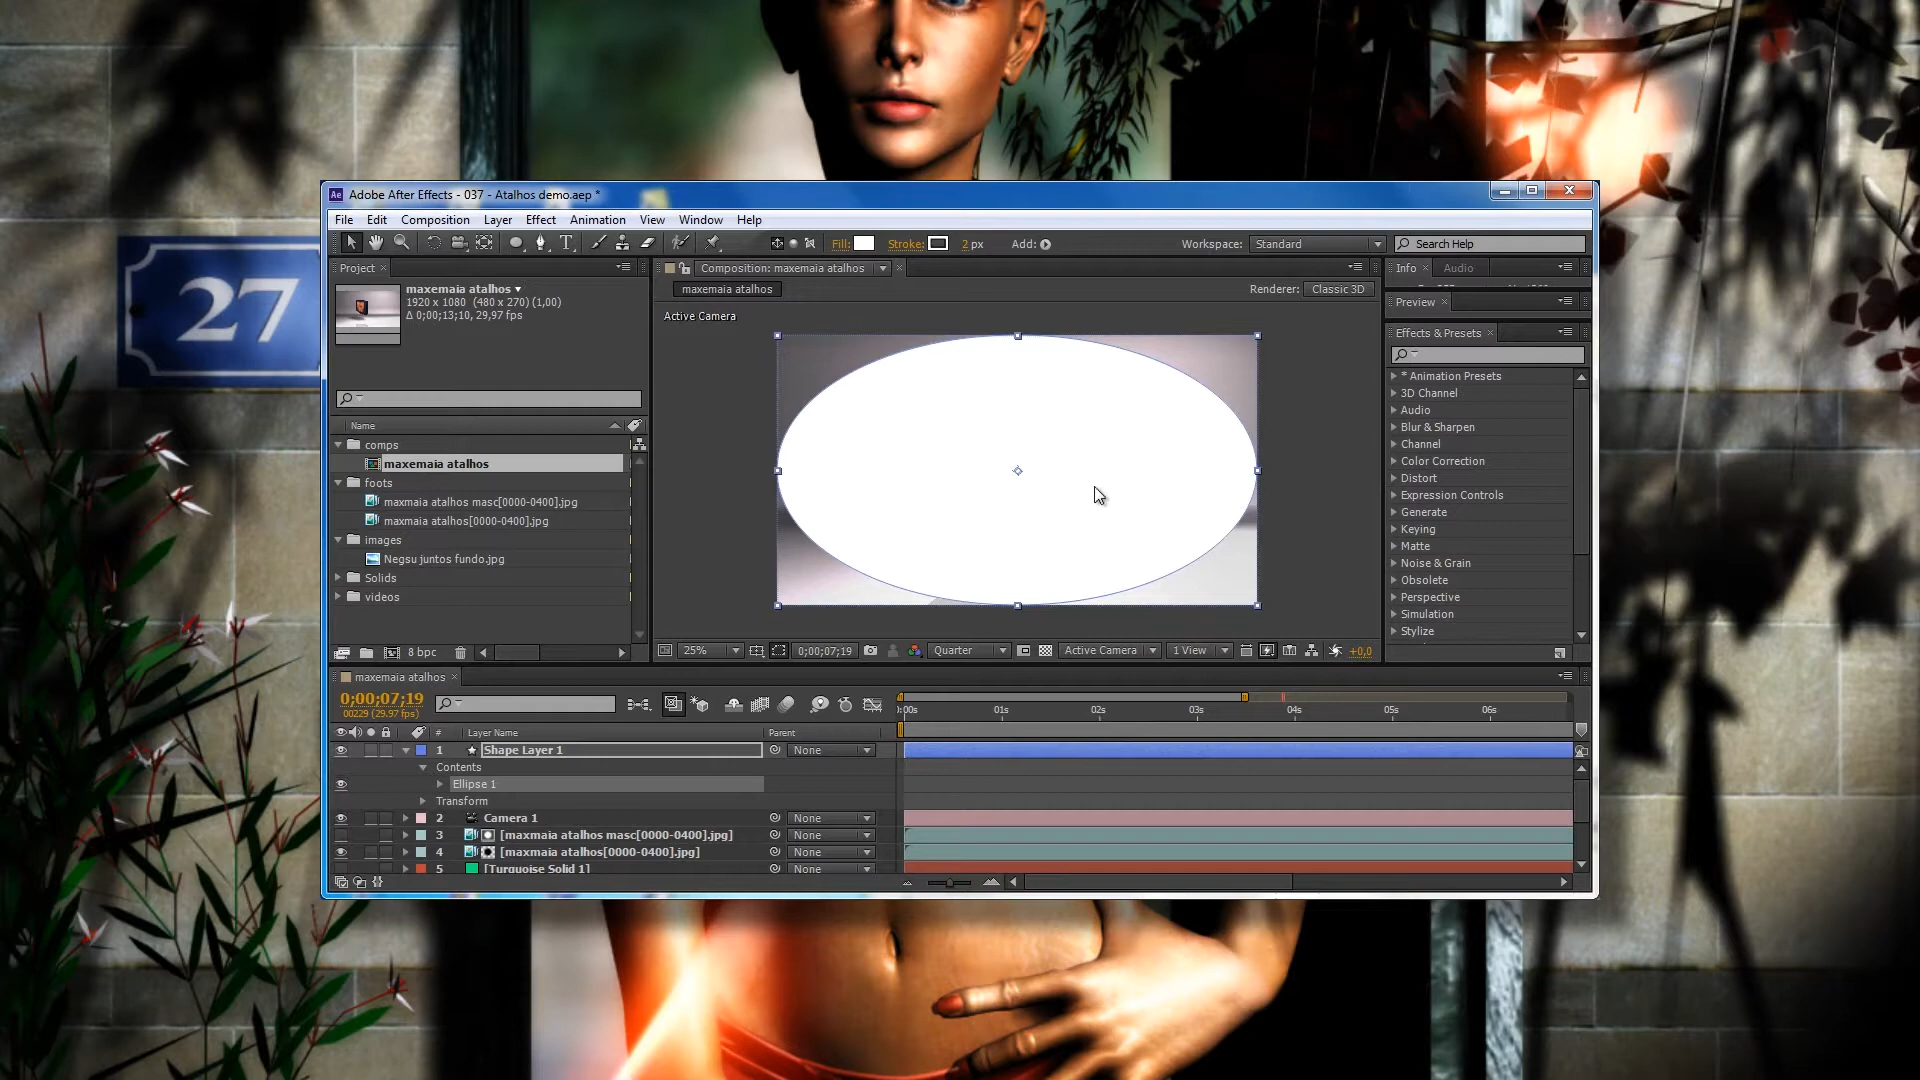 27
Ae Adobe After Effects - 037 - Atalhos demo.aep *
File Edit Composition Layer Effect Animation View Window Help
Fill: Stroke: 2 px Add: Workspace: Standard Search Help
Project
maxemaia atalhos
1920 x 1080 (480 x 270) (1,00)
Δ 0;00;13;10, 29,97 fps
Name
comps
maxemaia atalhos
foots
maxmaia atalhos masc[0000-0400].jpg
maxmaia atalhos[0000-0400].jpg
images
Negsu juntos fundo.jpg
Solids
videos
8 bpc
Composition: maxemaia atalhos
maxemaia atalhos
Renderer: Classic 3D
Active Camera
25% 0;00;07;19 Quarter Active Camera 1 View +0,0
Info Audio
Preview
Effects & Presets
* Animation Presets
3D Channel
Audio
Blur & Sharpen
Channel
Color Correction
Distort
Expression Controls
Generate
Keying
Matte
Noise & Grain
Obsolete
Perspective
Simulation
Stylize
maxemaia atalhos
0;00;07;19
00229 (29.97 fps)
00s 01s 02s 03s 04s 05s 06s
# Layer Name Parent
1 Shape Layer 1 None
Contents
Ellipse 1
Transform
2 Camera 1 None
3 [maxmaia atalhos masc[0000-0400].jpg] None
4 [maxmaia atalhos[0000-0400].jpg] None
5 [Turquoise Solid 1] None